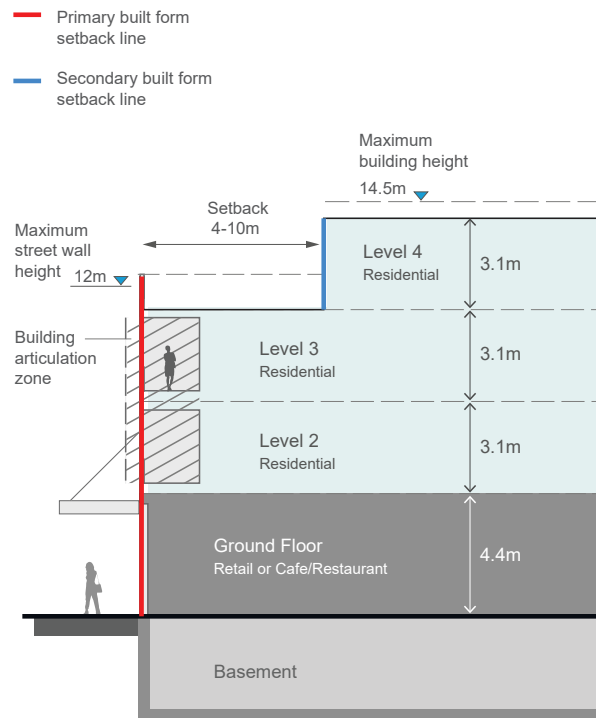 Primary built form
setback line
Secondary built form
setback line
Maximum
building height
14.5m
Setback
4-10m
Maximum
street wall
height
12m
Level 4
Residential
3.1m
Building
articulation
zone
Level 3
Residential
3.1m
Level 2
Residential
3.1m
Ground Floor
Retail or Cafe/Restaurant
4.4m
Basement